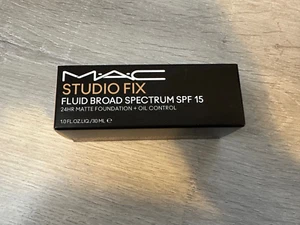 M·A·C
STUDIO FIX
FLUID BROAD SPECTRUM SPF 15
24HR MATTE FOUNDATION + OIL CONTROL
1.0 FL.OZ.LIQ./30 ML ℮